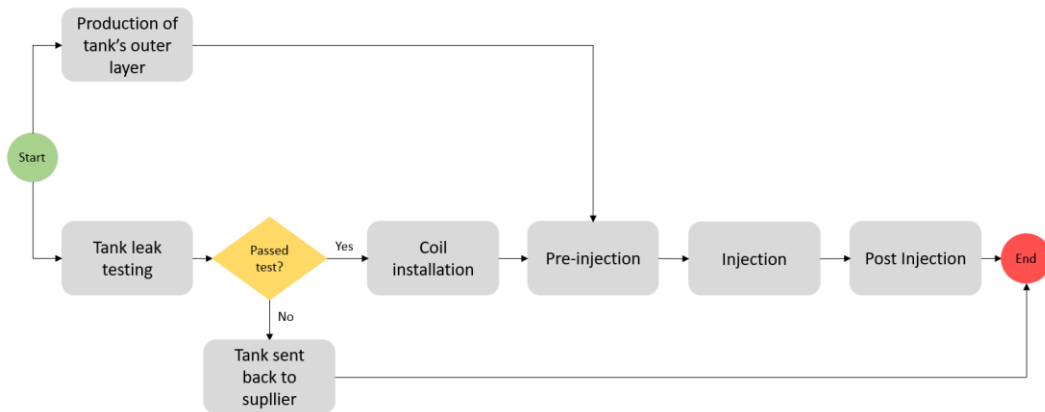 Production of
tank's outer
layer
Start
Tank leak
testing
Passed
test?
Yes
Coil
installation
Pre-injection
Injection
Post Injection
End
No
Tank sent
back to
supllier